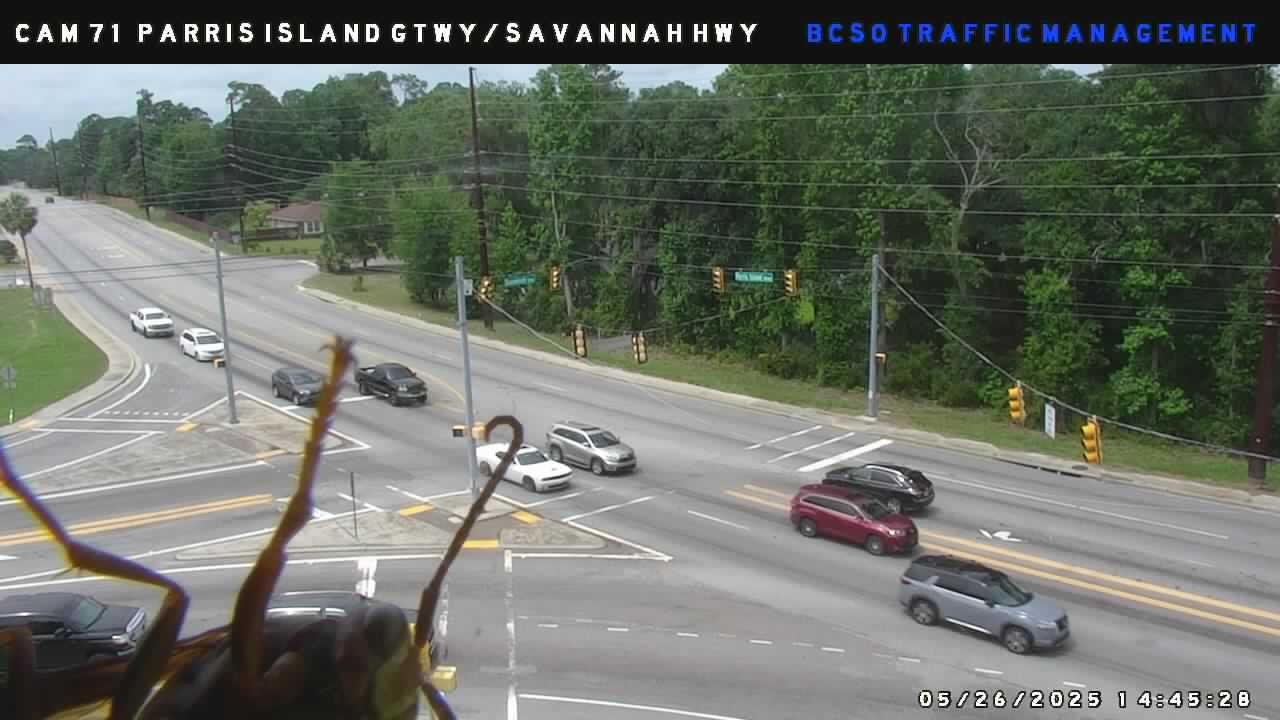 CAM 71 PARRIS ISLAND GTWY/SAVANNAH HWY BCSO TRAFFIC MANAGEMENT
05/26/2025 14:45:28